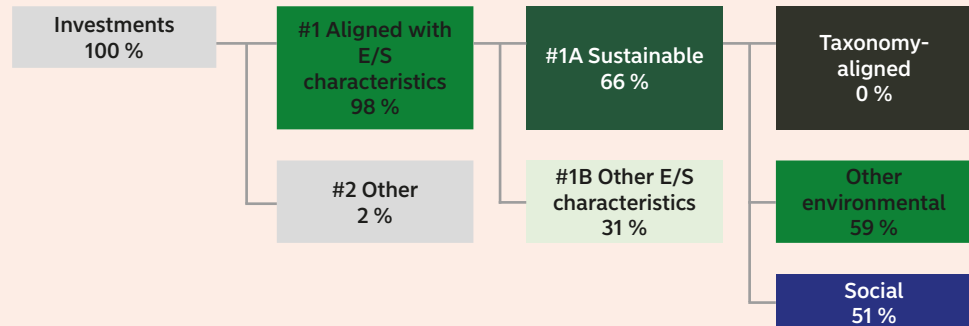 Investments
100 %
#1 Aligned with
E/S
characteristics
98 %
#1A Sustainable
66 %
Taxonomy-
aligned
0 %
#2 Other
2 %
#1B Other E/S
characteristics
31 %
Other
environmental
59 %
Social
51 %